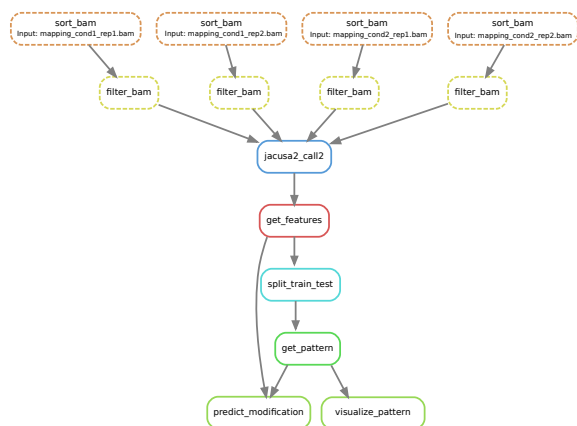 sort_bam
Input: mapping_cond1_rep1.bam
sort_bam
Input: mapping_cond1_rep2.bam
sort_bam
Input: mapping_cond2_rep1.bam
sort_bam
Input: mapping_cond2_rep2.bam
filter_bam
filter_bam
filter_bam
filter_bam
jacusa2_call2
get_features
split_train_test
get_pattern
predict_modification
visualize_pattern